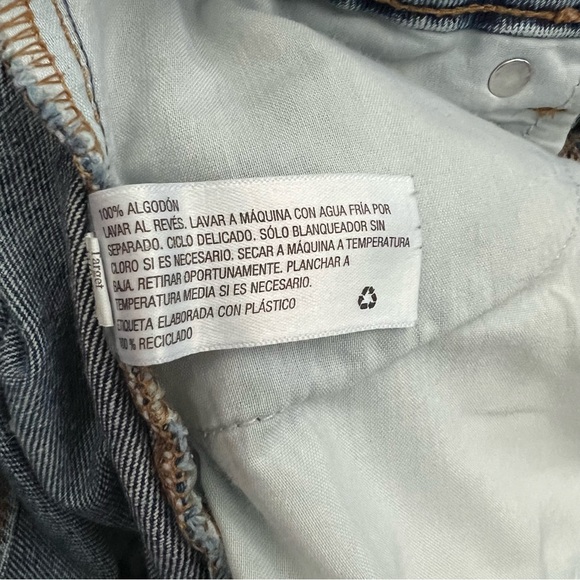 100% ALGODÓN
LAVAR AL REVÉS. LAVAR A MÁQUINA CON AGUA FRÍA POR
SEPARADO. CICLO DELICADO. SÓLO BLANQUEADOR SIN
CLORO SI ES NECESARIO. SECAR A MÁQUINA A TEMPERATURA
BAJA. RETIRAR OPORTUNAMENTE. PLANCHAR A
TEMPERATURA MEDIA SI ES NECESARIO.
ETIQUETA ELABORADA CON PLÁSTICO
100 % RECICLADO
Target